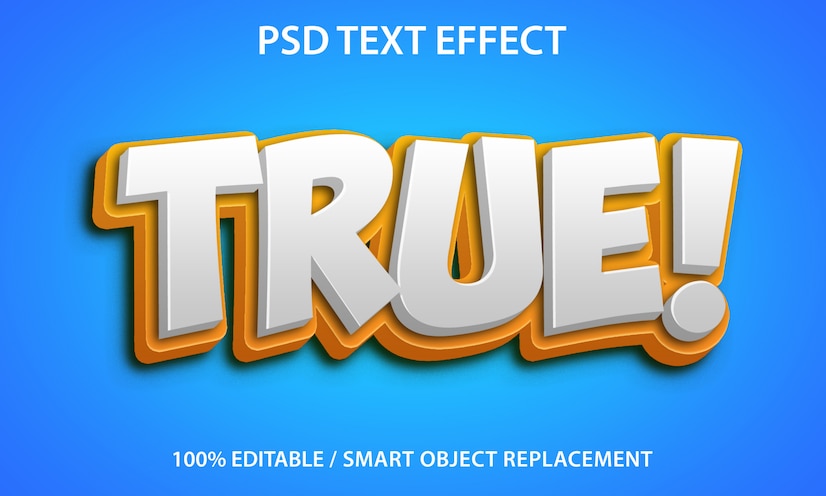 PSD TEXT EFFECT
TRUE!
100% EDITABLE / SMART OBJECT REPLACEMENT